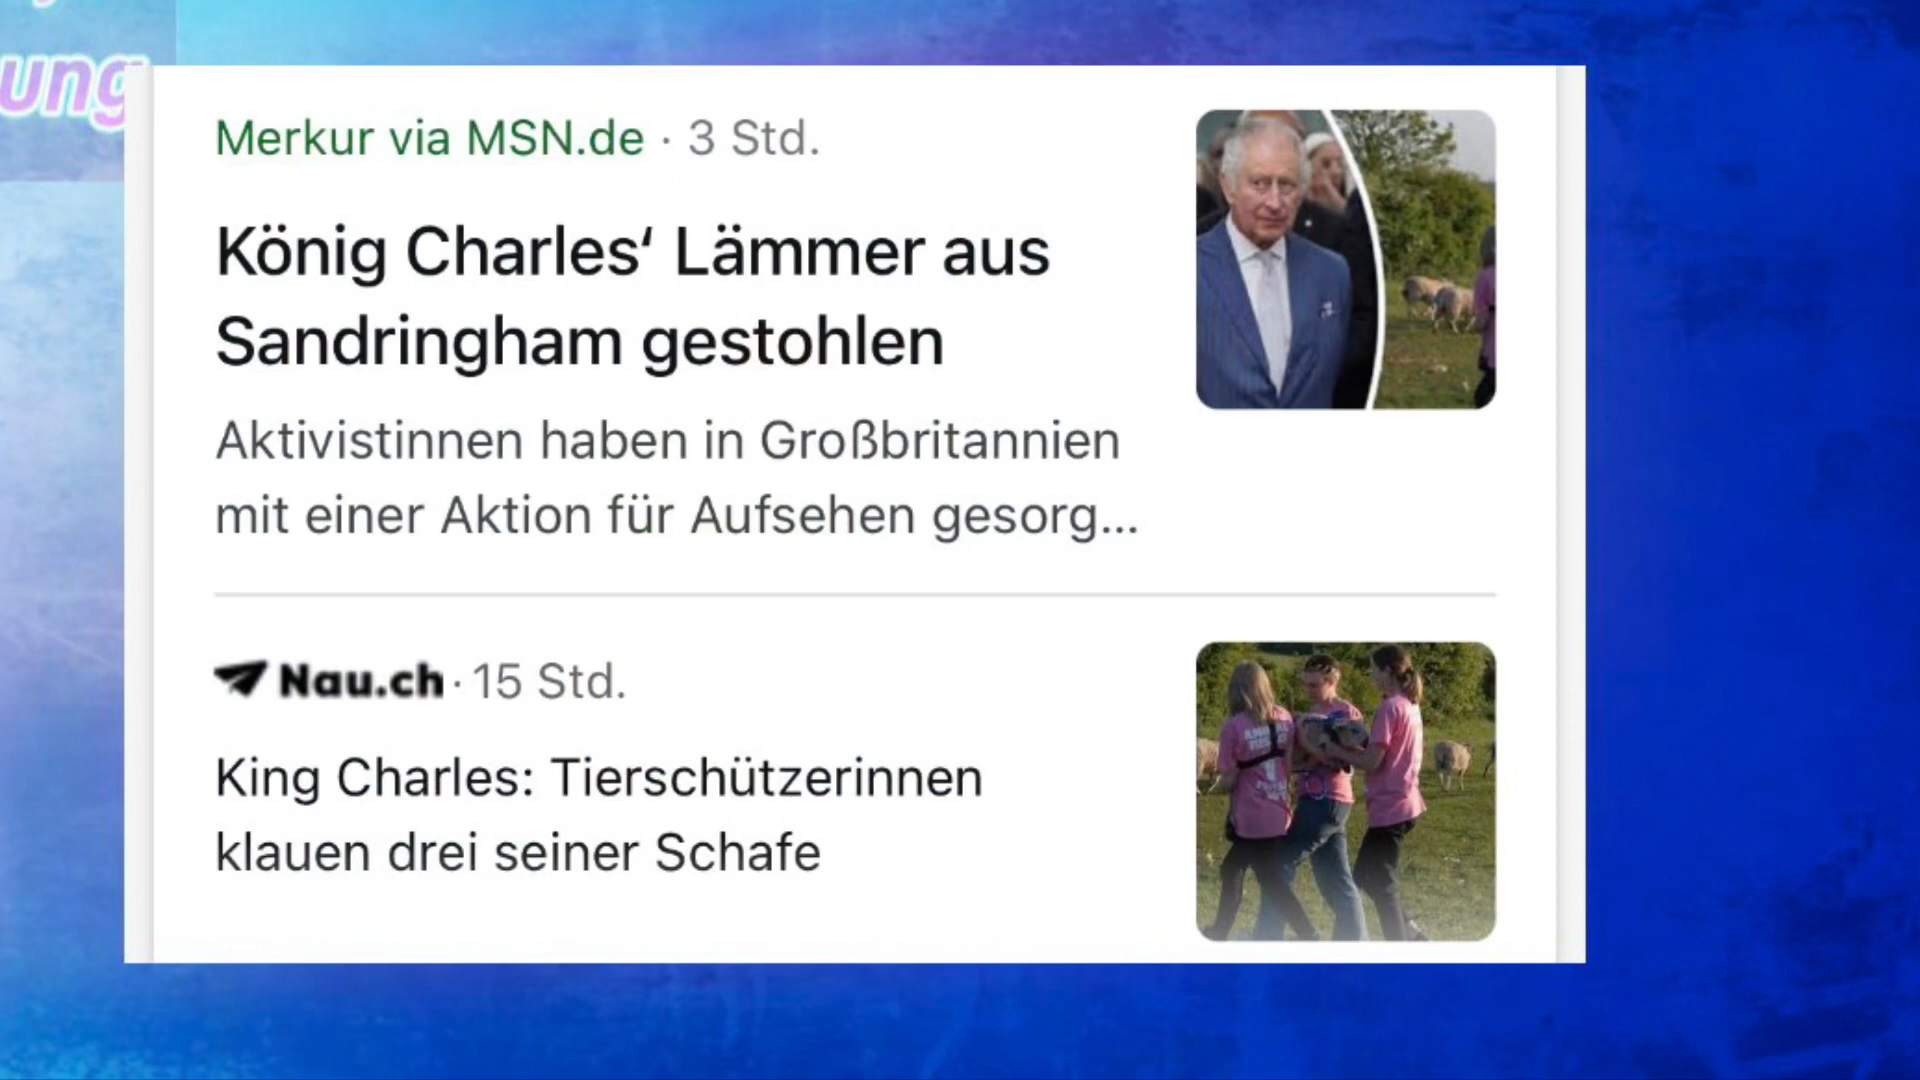 ung
Merkur via MSN.de · 3 Std.
König Charles‘ Lämmer aus
Sandringham gestohlen
Aktivistinnen haben in Großbritannien
mit einer Aktion für Aufsehen gesorg...
Nau.ch · 15 Std.
King Charles: Tierschützerinnen
klauen drei seiner Schafe